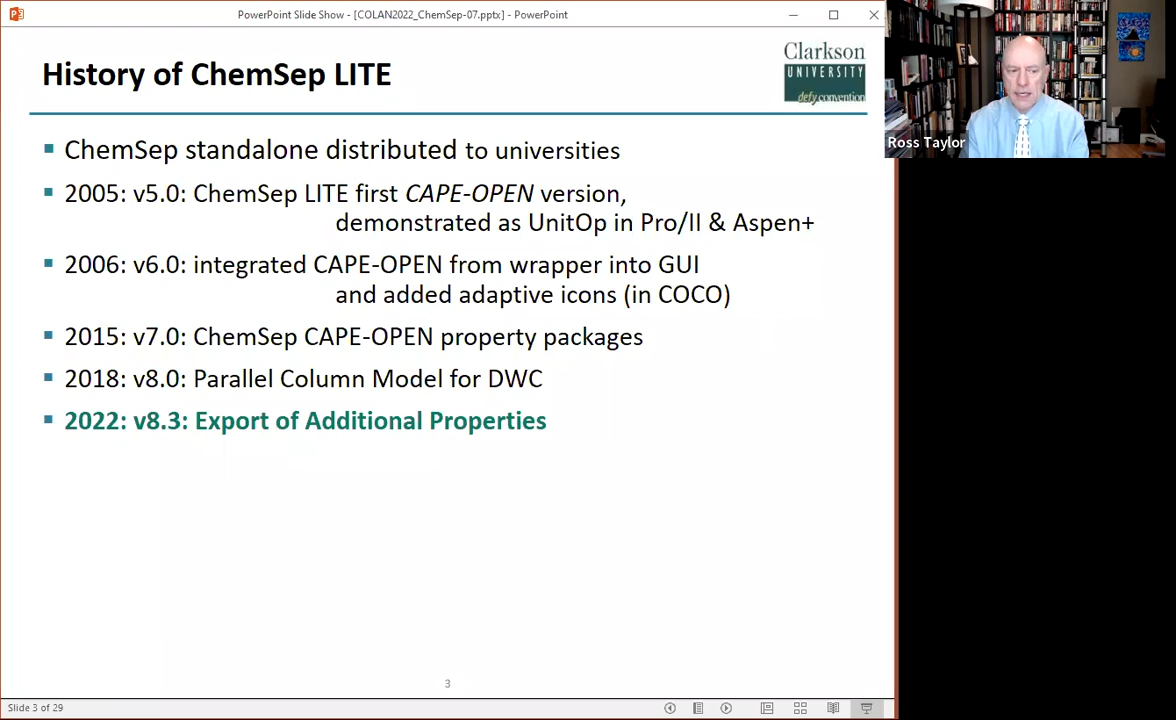 PowerPoint Slide Show - [COLAN2022_ChemSep-07.pptx] - PowerPoint
History of ChemSep LITE
Clarkson
UNIVERSITY
defy convention
Ross Taylor
ChemSep standalone distributed to universities
2005: v5.0: ChemSep LITE first CAPE-OPEN version,
demonstrated as UnitOp in Pro/II & Aspen+
2006: v6.0: integrated CAPE-OPEN from wrapper into GUI
and added adaptive icons (in COCO)
2015: v7.0: ChemSep CAPE-OPEN property packages
2018: v8.0: Parallel Column Model for DWC
2022: v8.3: Export of Additional Properties
3
Slide 3 of 29